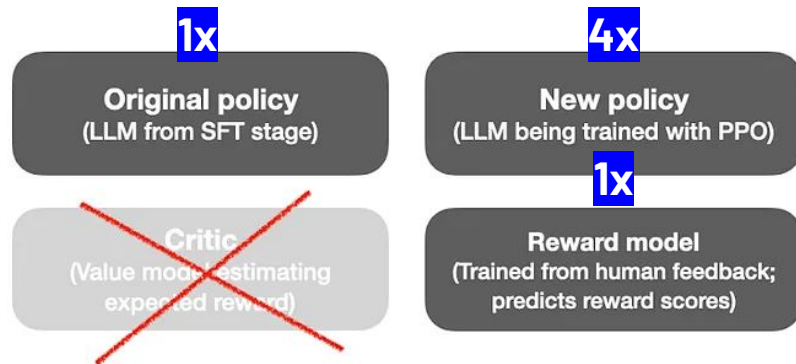 1x
Original policy
(LLM from SFT stage)
4x
New policy
(LLM being trained with PPO)
Critic
(Value model estimating
expected reward)
1x
Reward model
(Trained from human feedback;
predicts reward scores)